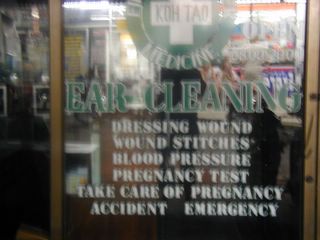 KOH TAO
MEDICINE
EAR CLEANING
DRESSING WOUND
WOUND STITCHES
BLOOD PRESSURE
PREGNANCY TEST
TAKE CARE OF PREGNANCY
ACCIDENT EMERGENCY